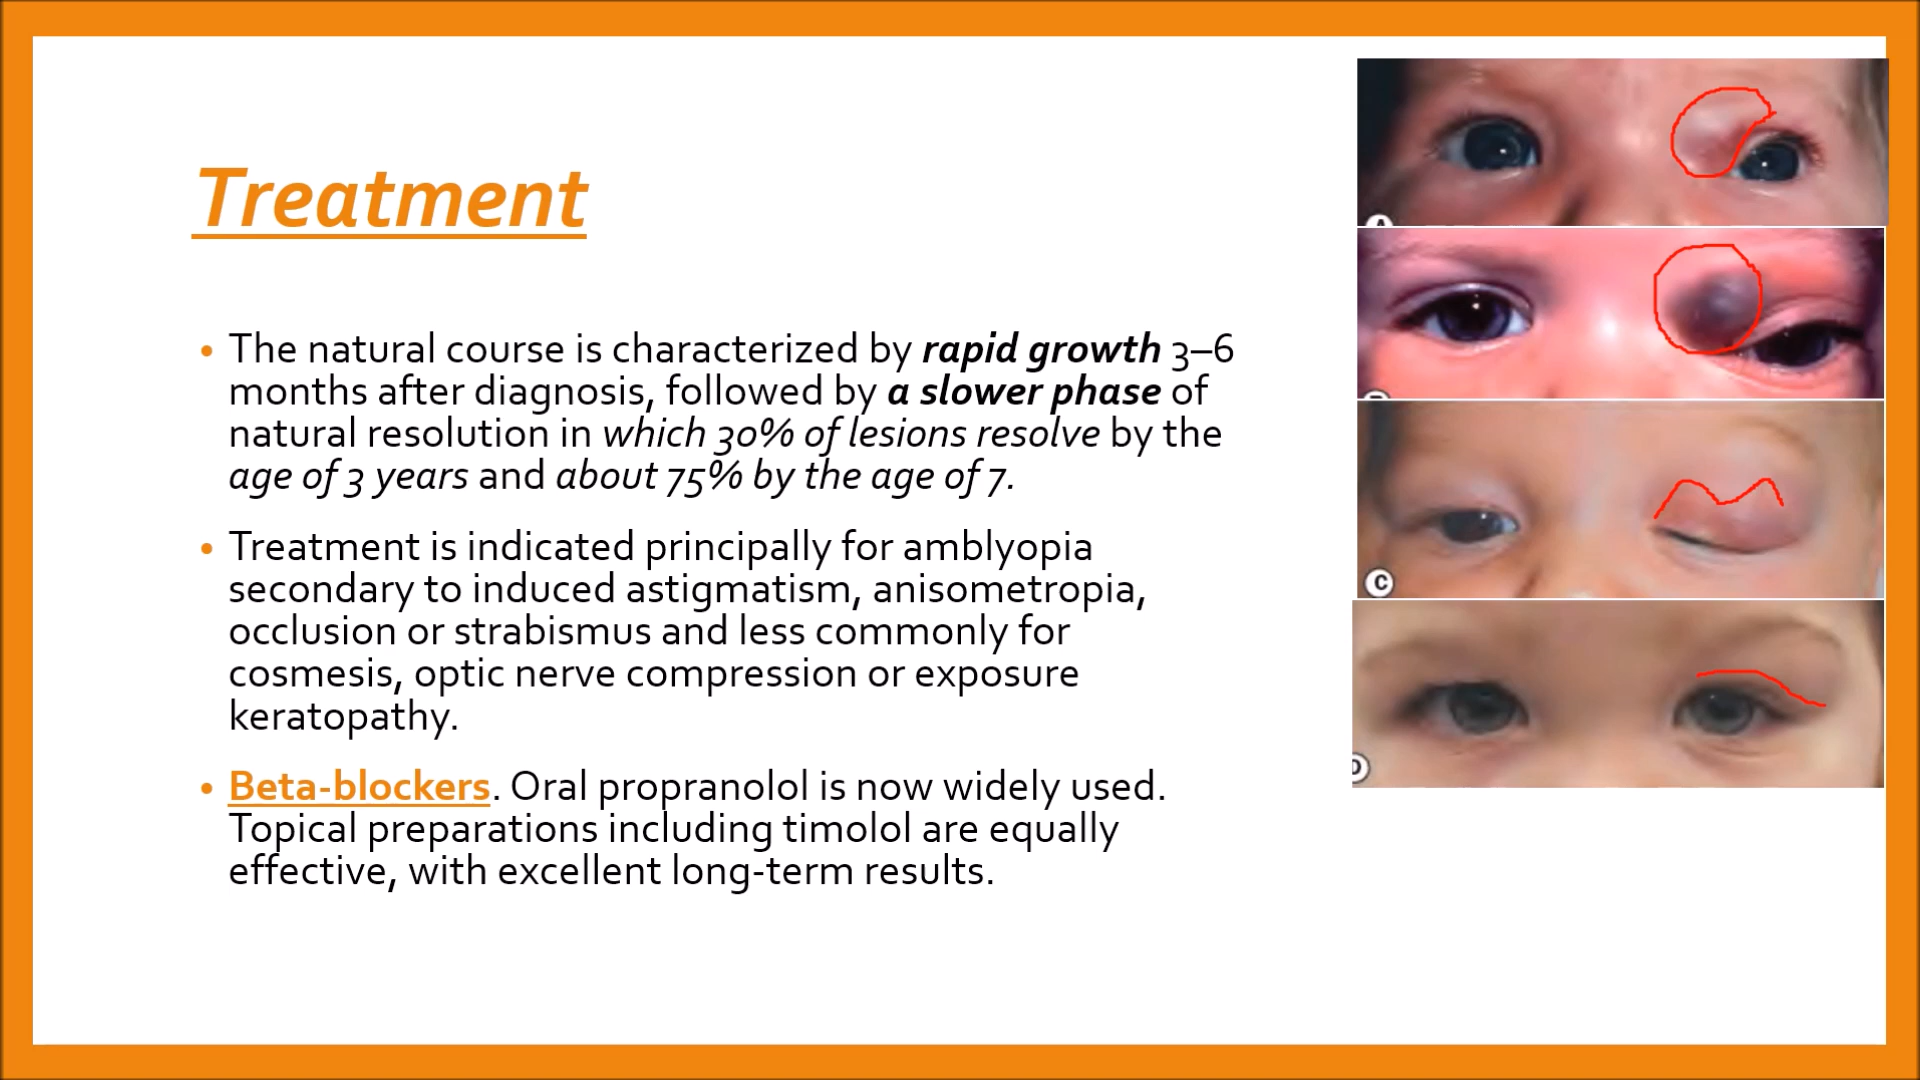 Treatment
• The natural course is characterized by rapid growth 3–6
months after diagnosis, followed by a slower phase of
natural resolution in which 30% of lesions resolve by the
age of 3 years and about 75% by the age of 7.
• Treatment is indicated principally for amblyopia
secondary to induced astigmatism, anisometropia,
occlusion or strabismus and less commonly for
cosmesis, optic nerve compression or exposure
keratopathy.
• Beta-blockers. Oral propranolol is now widely used.
Topical preparations including timolol are equally
effective, with excellent long-term results.
C
D